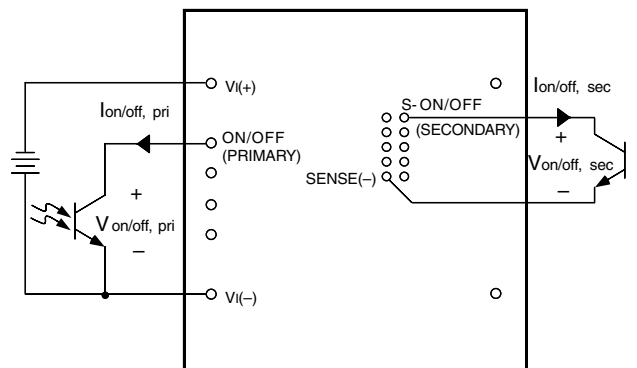 VI(+)
Ion/off, pri
ON/OFF
(PRIMARY)
+
Von/off, pri
–
VI(–)
S-ON/OFF
(SECONDARY)
SENSE(–)
Ion/off, sec
+
Von/off, sec
–